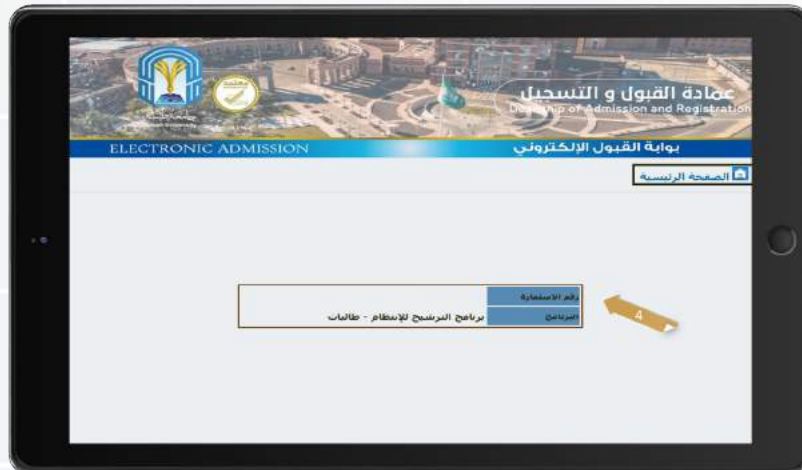 معتمد
عمادة القبول و التسجيل
Deanship of Admission and Registration
بوابة القبول الإلكتروني
ELECTRONIC ADMISSION
الصفحة الرئيسية
رقم الاستمارة
البرنامج برنامج الترشيح للإنتظام - طالبات
4